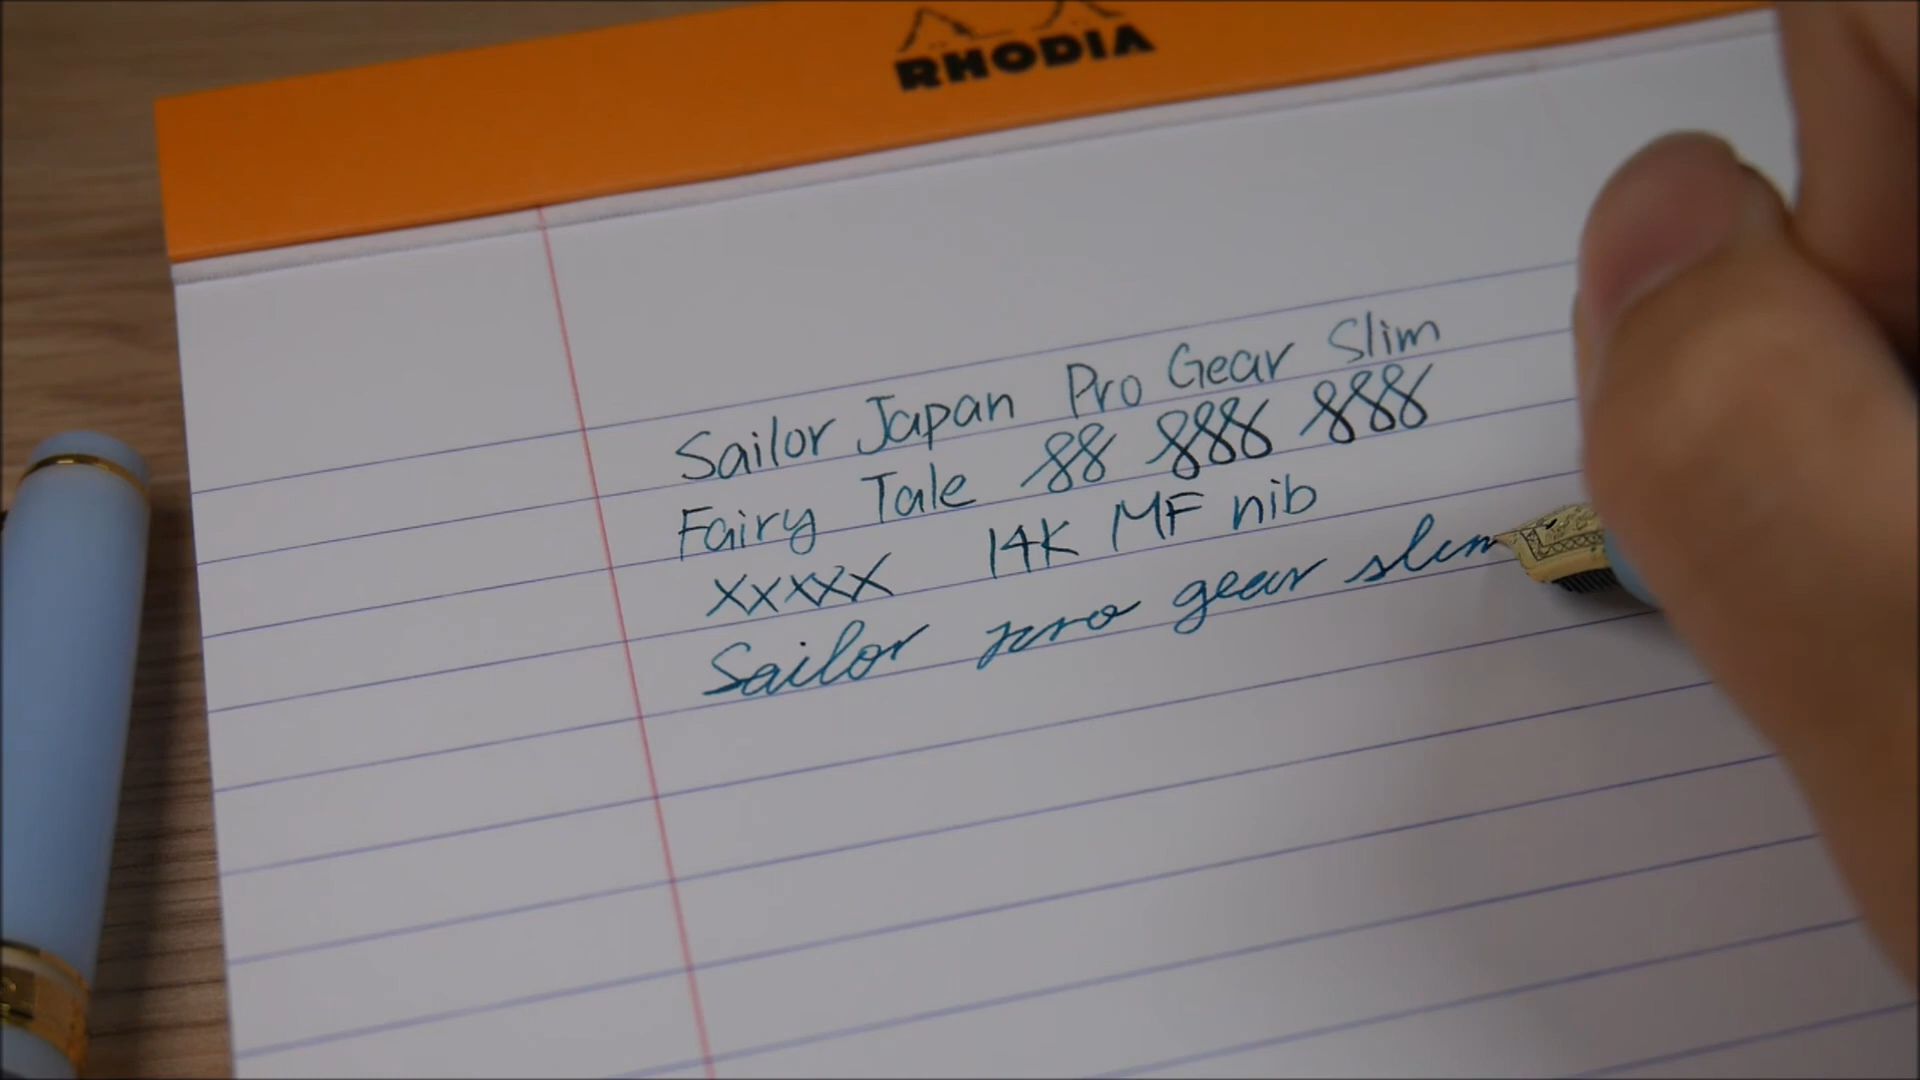 RHODIA
Sailor Japan Pro Gear Slim
Fairy Tale 88 888 888
XXXXX 14K MF nib
Sailor pro gear slim